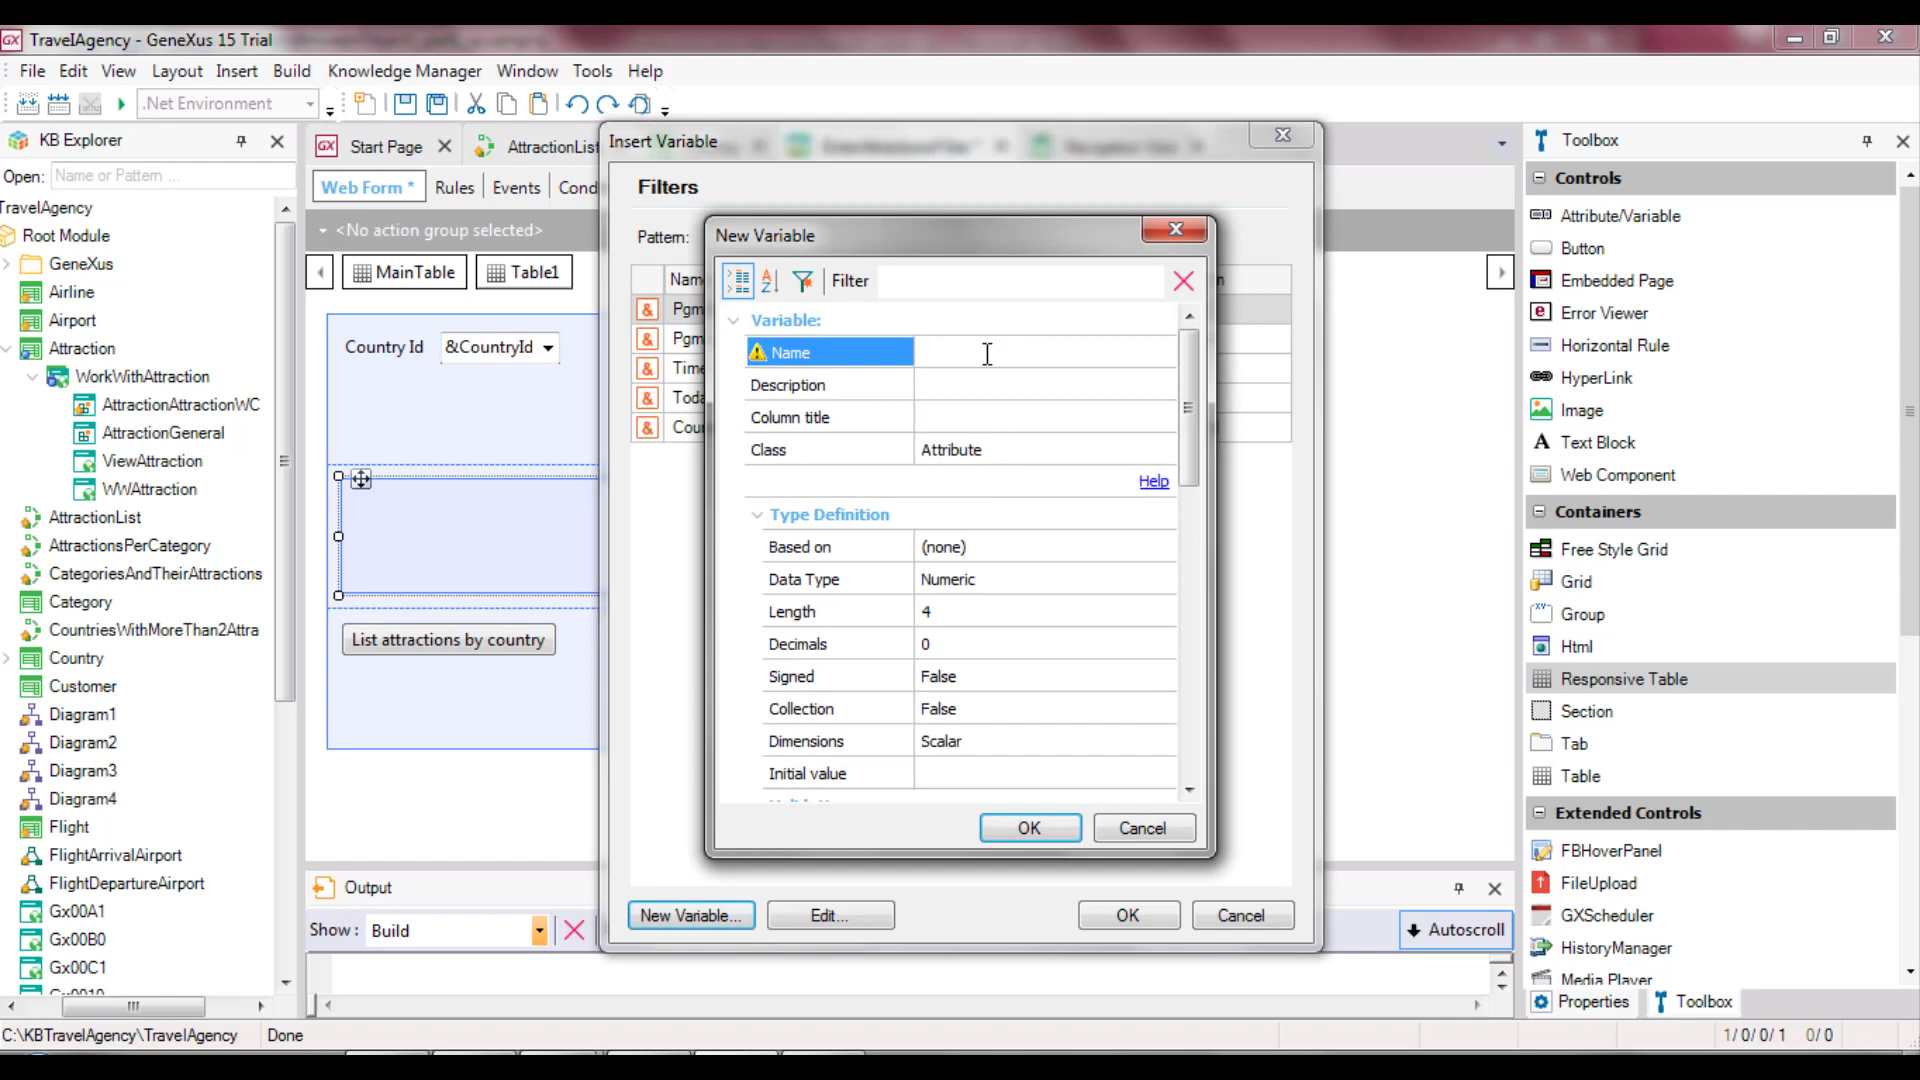 TravelAgency - GeneXus 15 Trial
File Edit View Layout Insert Build Knowledge Manager Window Tools Help
.Net Environment
KB Explorer
Open: Name or Pattern ...
TravelAgency
Root Module
GeneXus
Airline
Airport
Attraction
WorkWithAttraction
AttractionAttractionWC
AttractionGeneral
ViewAttraction
WWAttraction
AttractionList
AttractionsPerCategory
CategoriesAndTheirAttractions
Category
CountriesWithMoreThan2Attra
Country
Customer
Diagram1
Diagram2
Diagram3
Diagram4
Flight
FlightArrivalAirport
FlightDepartureAirport
Gx00A1
Gx00B0
Gx00C1
Start Page AttractionList
Web Form * Rules Events Cond
<No action group selected>
MainTable Table1
Country Id &CountryId
List attractions by country
Output
Show : Build
Autoscroll
Insert Variable
Filters
Pattern:
Name
Pgm
Pgm
Time
Toda
Cou
New Variable... Edit... OK Cancel
New Variable
Filter
Variable:
Name
Description
Column title
Class Attribute
Help
Type Definition
Based on (none)
Data Type Numeric
Length 4
Decimals 0
Signed False
Collection False
Dimensions Scalar
Initial value
OK Cancel
Toolbox
Controls
Attribute/Variable
Button
Embedded Page
Error Viewer
Horizontal Rule
HyperLink
Image
Text Block
Web Component
Containers
Free Style Grid
Grid
Group
Html
Responsive Table
Section
Tab
Table
Extended Controls
FBHoverPanel
FileUpload
GXScheduler
HistoryManager
Media Player
Properties Toolbox
C:\KBTravelAgency\TravelAgency Done 1/0/0/1 0/0